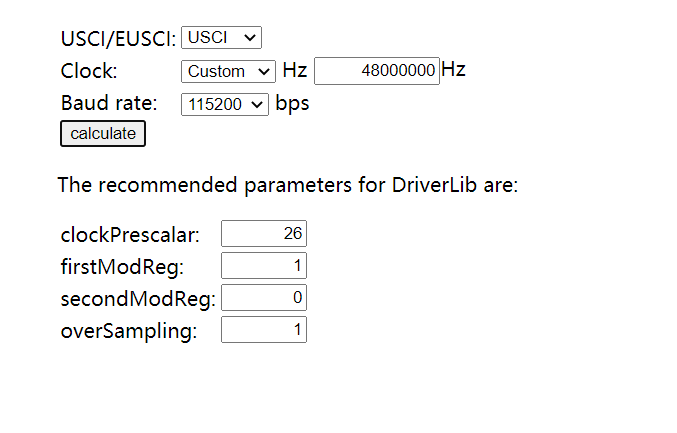 USCI/EUSCI: USCI
Clock: Custom Hz 48000000 Hz
Baud rate: 115200 bps
calculate
The recommended parameters for DriverLib are:
clockPrescalar: 26
firstModReg: 1
secondModReg: 0
overSampling: 1